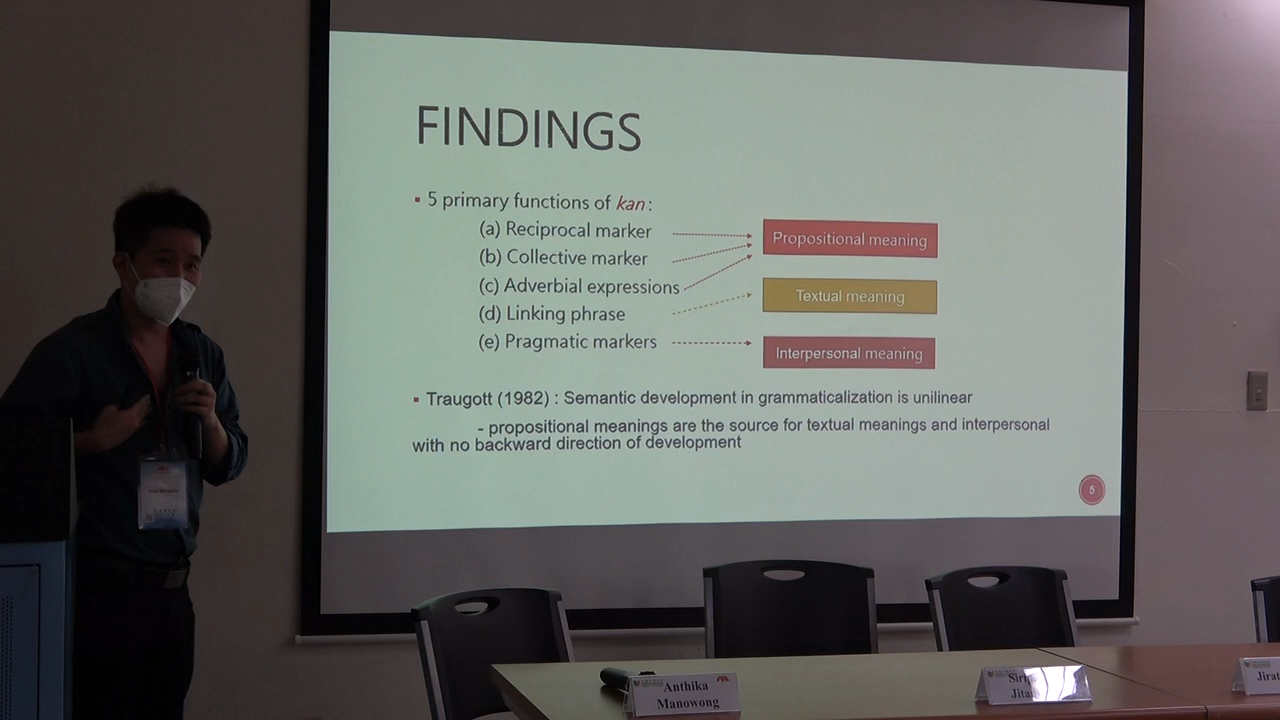 FINDINGS
▪ 5 primary functions of kan :
(a) Reciprocal marker
(b) Collective marker
(c) Adverbial expressions
(d) Linking phrase
(e) Pragmatic markers
Propositional meaning
Textual meaning
Interpersonal meaning
▪ Traugott (1982) : Semantic development in grammaticalization is unilinear
- propositional meanings are the source for textual meanings and interpersonal
with no backward direction of development
5
Anthika
Manowong